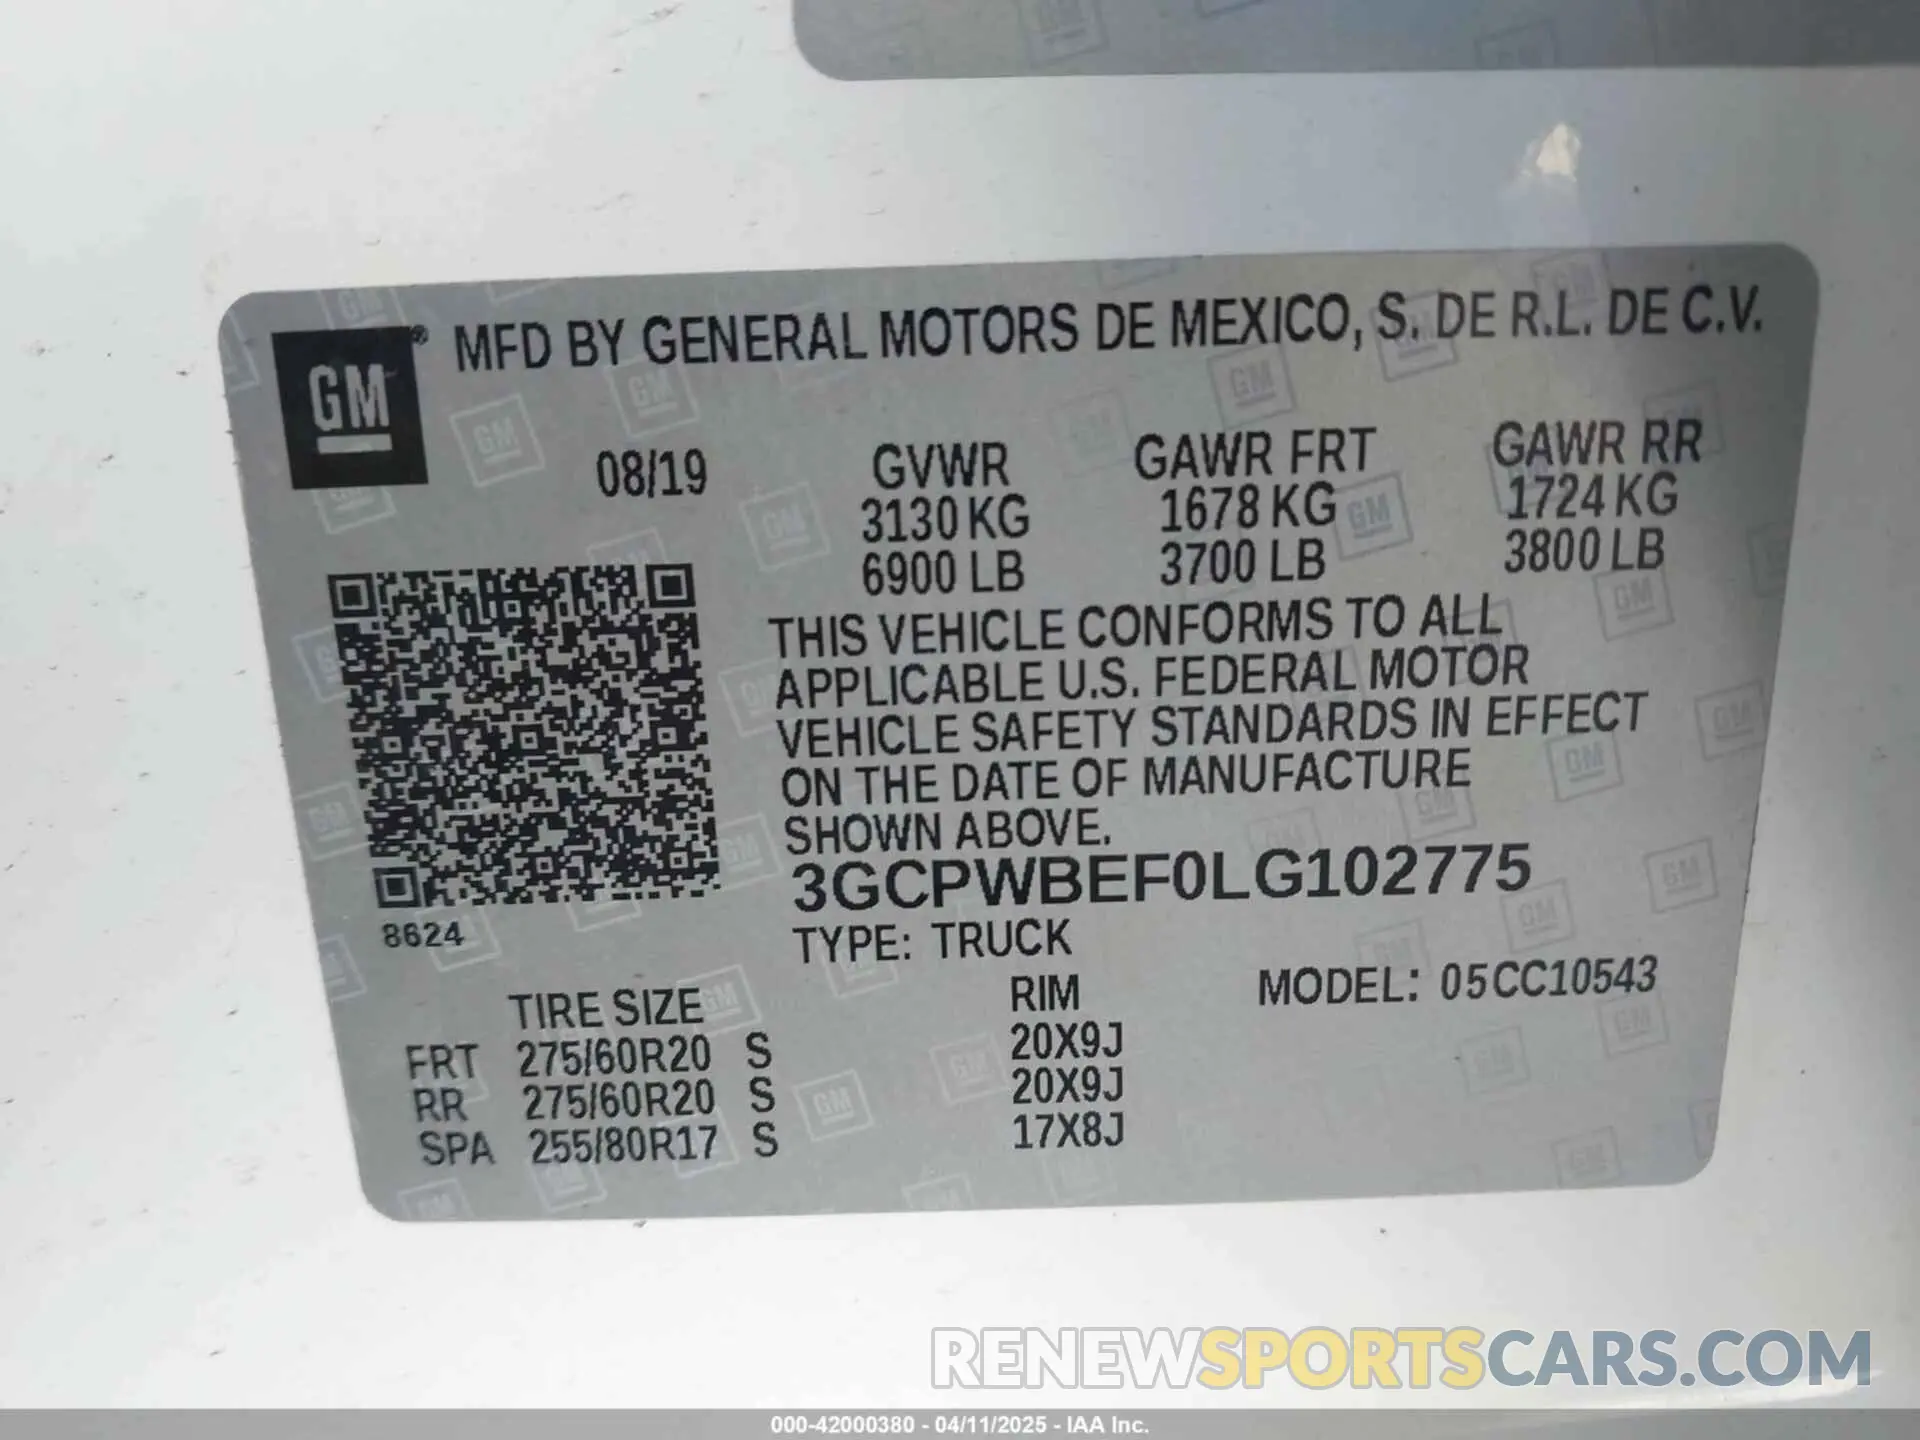 GM® MFD BY GENERAL MOTORS DE MEXICO, S. DE R.L. DE C.V.
08/19 GVWR GAWR FRT GAWR RR
3130 KG 1678 KG 1724 KG
6900 LB 3700 LB 3800 LB
THIS VEHICLE CONFORMS TO ALL
APPLICABLE U.S. FEDERAL MOTOR
VEHICLE SAFETY STANDARDS IN EFFECT
ON THE DATE OF MANUFACTURE
SHOWN ABOVE.
3GCPWBEF0LG102775
8624
TYPE: TRUCK
MODEL: 05CC10543
TIRE SIZE RIM
FRT 275/60R20 S 20X9J
RR 275/60R20 S 20X9J
SPA 255/80R17 S 17X8J
RENEWSPORTSCARS.COM
000-42000380 - 04/11/2025 - IAA Inc.